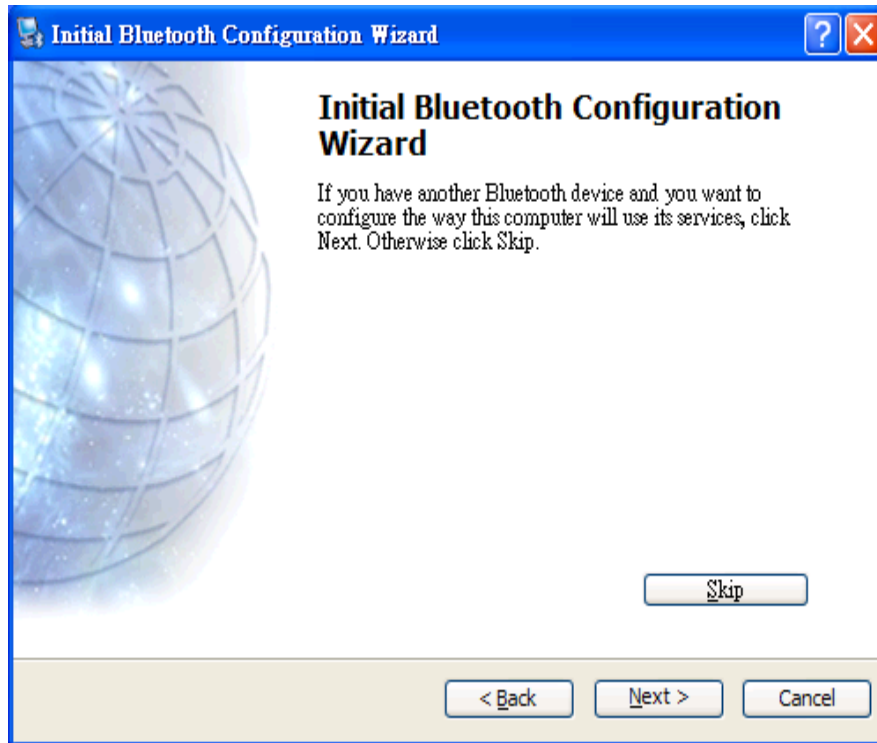 Initial Bluetooth Configuration Wizard
Initial Bluetooth Configuration
Wizard
If you have another Bluetooth device and you want to
configure the way this computer will use its services, click
Next. Otherwise click Skip.
Skip
< Back
Next >
Cancel